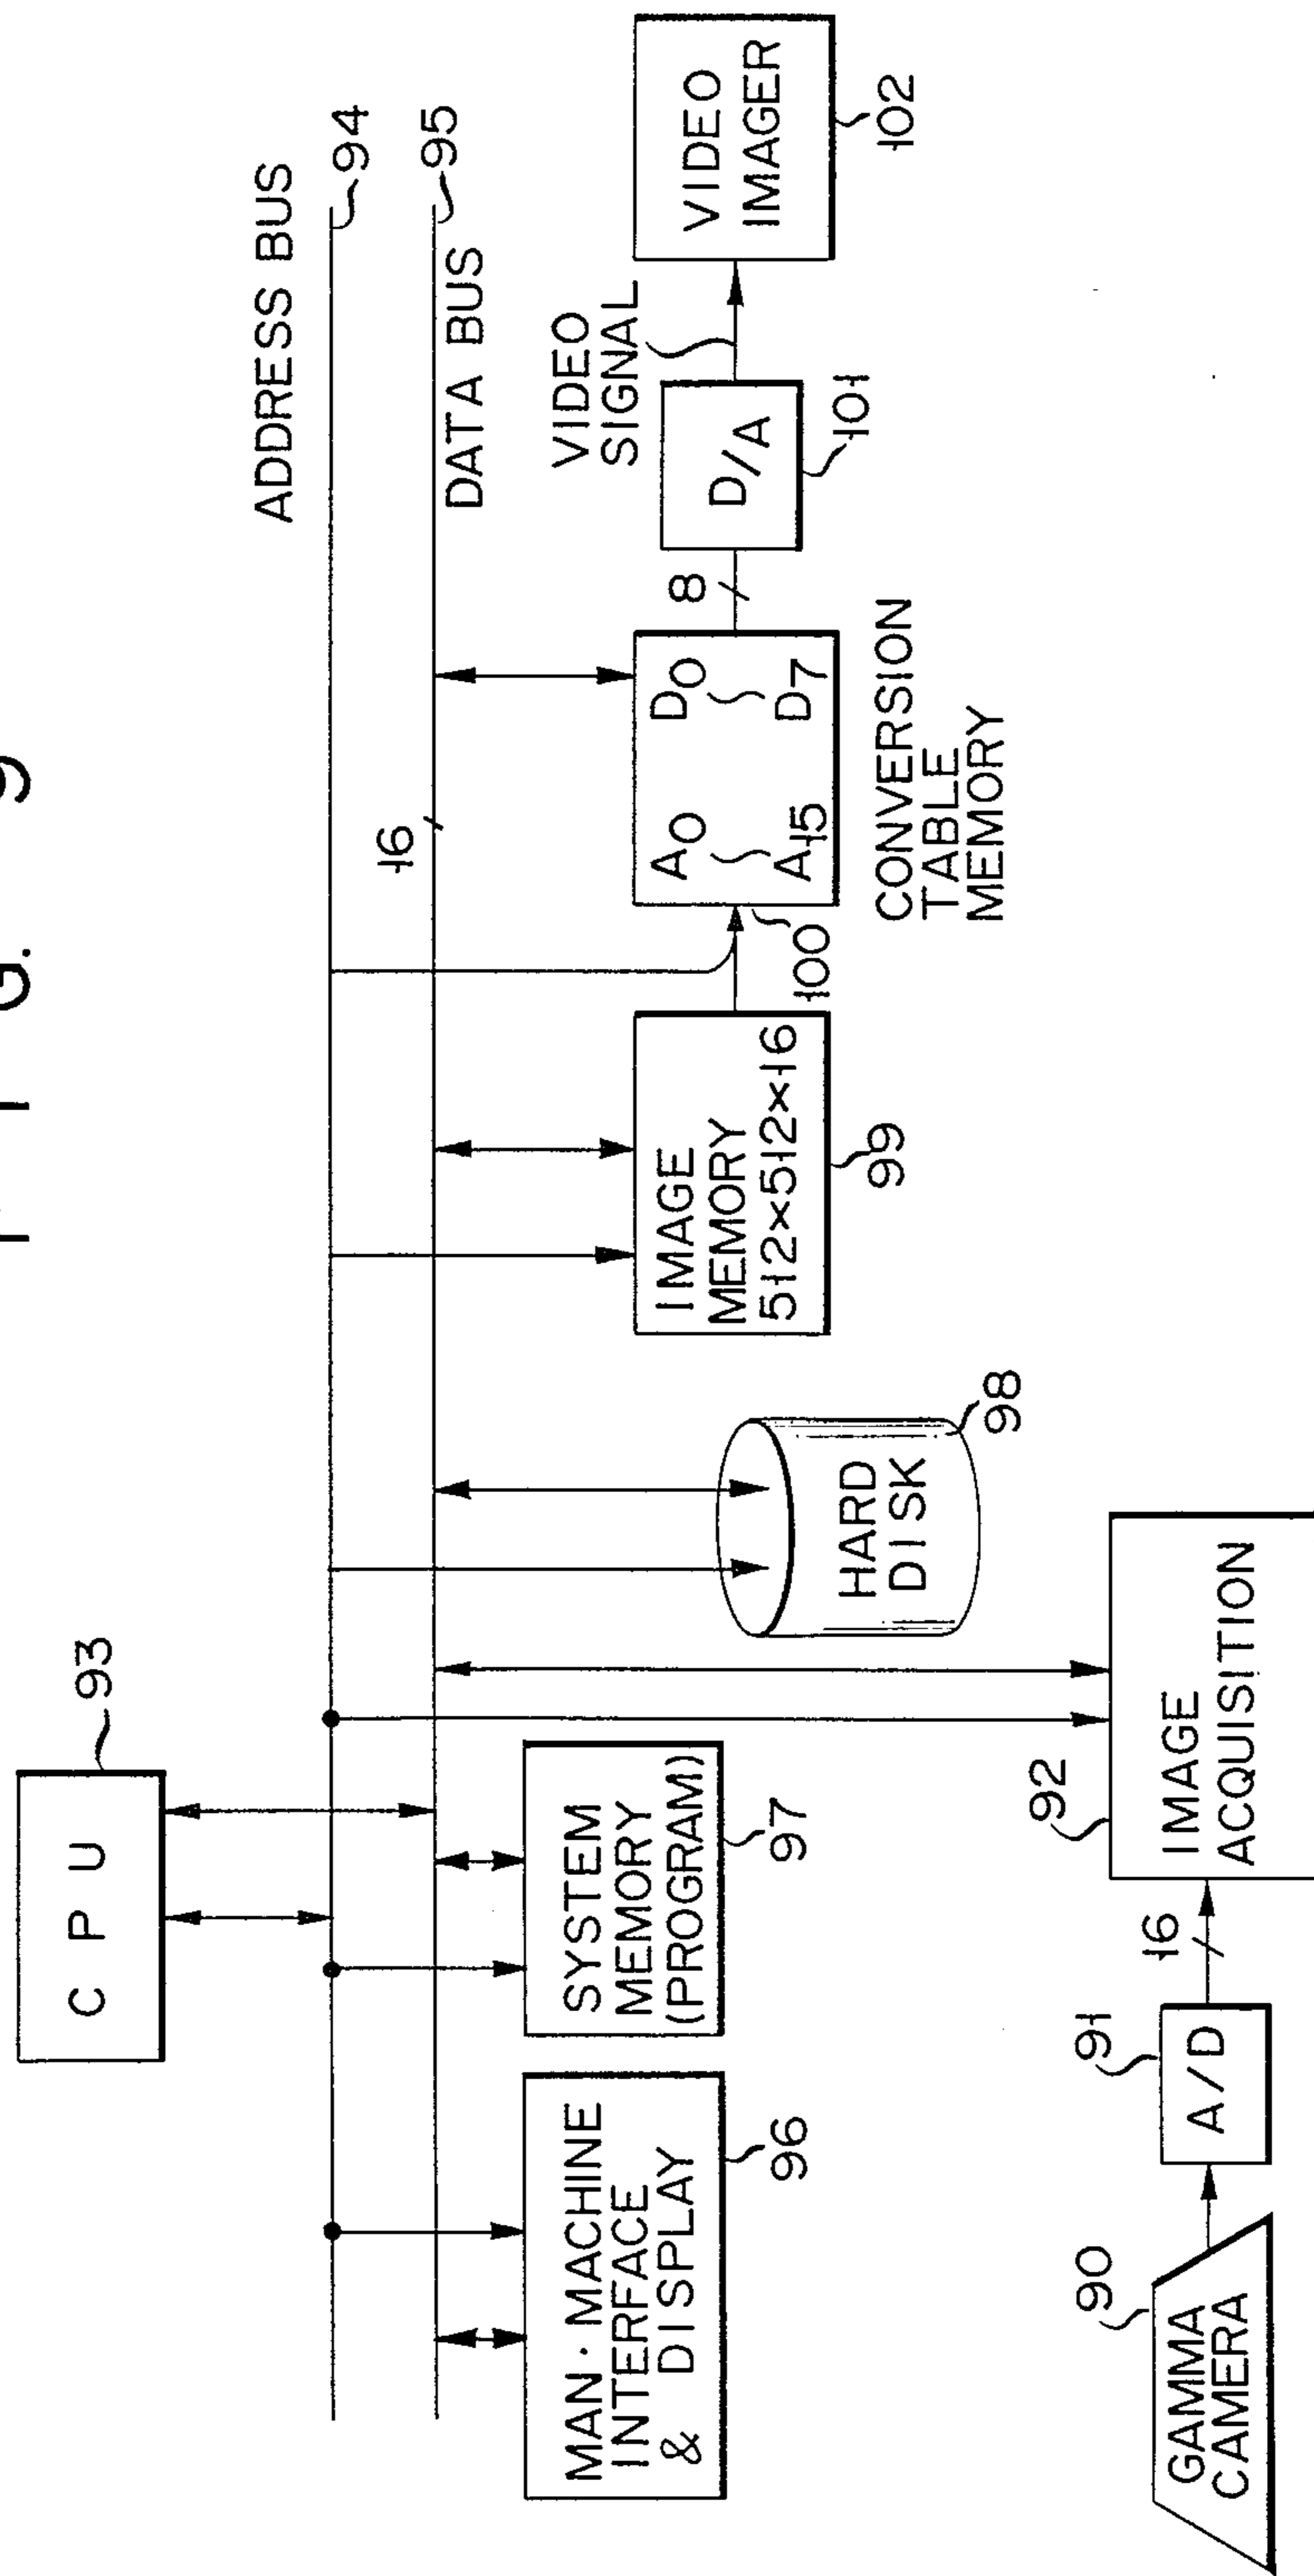 F I G. 9
C P U
93
ADDRESS BUS
94
16
95
DATA BUS
MAN·MACHINE
INTERFACE
& DISPLAY
96
SYSTEM
MEMORY
(PROGRAM)
97
HARD
DISK
98
IMAGE
MEMORY
512×512×16
99
100
A0
A15
D0
D7
CONVERSION
TABLE
MEMORY
8
D/A
101
VIDEO
SIGNAL
VIDEO
IMAGER
102
90
GAMMA
CAMERA
91
A/D
16
92
IMAGE
ACQUISITION